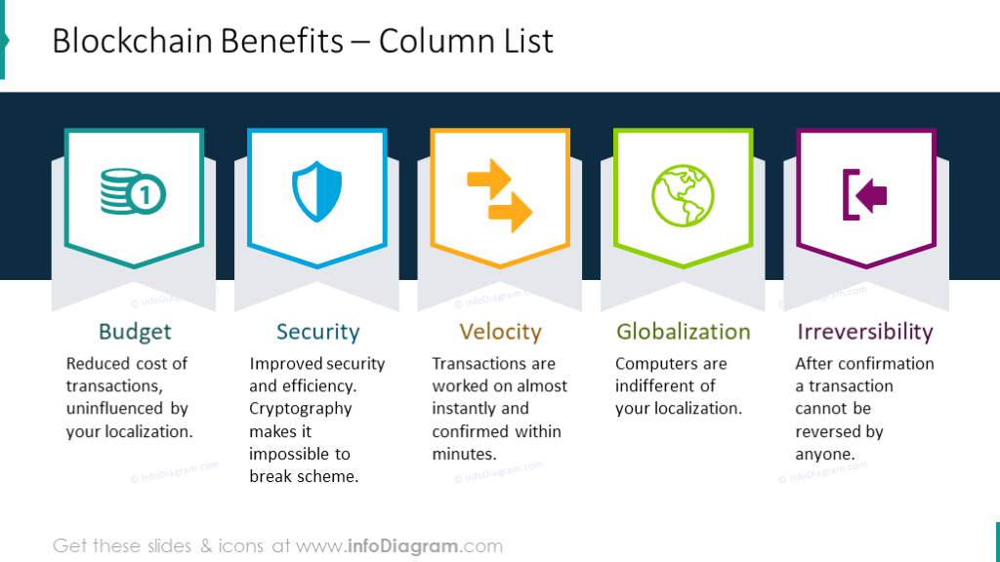 Blockchain Benefits – Column List
1
© infoDiagram.com
© infoDiagram.com
© infoDiagram.com
Budget
Reduced cost of
transactions,
uninfluenced by
your localization.
Security
Improved security
and efficiency.
Cryptography
makes it
impossible to
break scheme.
Velocity
Transactions are
worked on almost
instantly and
confirmed within
minutes.
Globalization
Computers are
indifferent of
your localization.
Irreversibility
After confirmation
a transaction
cannot be
reversed by
anyone.
© infoDiagram.com
© infoDiagram.com
© infoDiagram.com
Get these slides & icons at www.infoDiagram.com